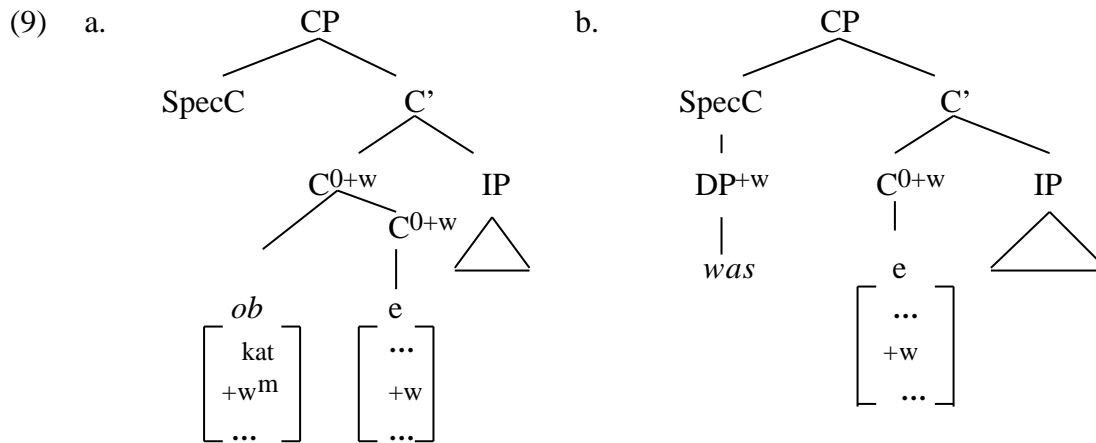 (9) a. CP b. CP
SpecC C’ SpecC C’
C0+w IP DP+w C0+w IP
C0+w
was e
ob e ...
kat ... +w
+wm +w ...
... ...